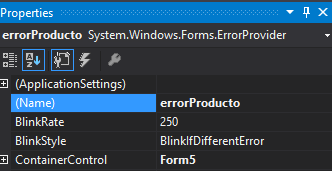 Properties
errorProducto System.Windows.Forms.ErrorProvider
(ApplicationSettings)
(Name) errorProducto
BlinkRate 250
BlinkStyle BlinkIfDifferentError
ContainerControl Form5